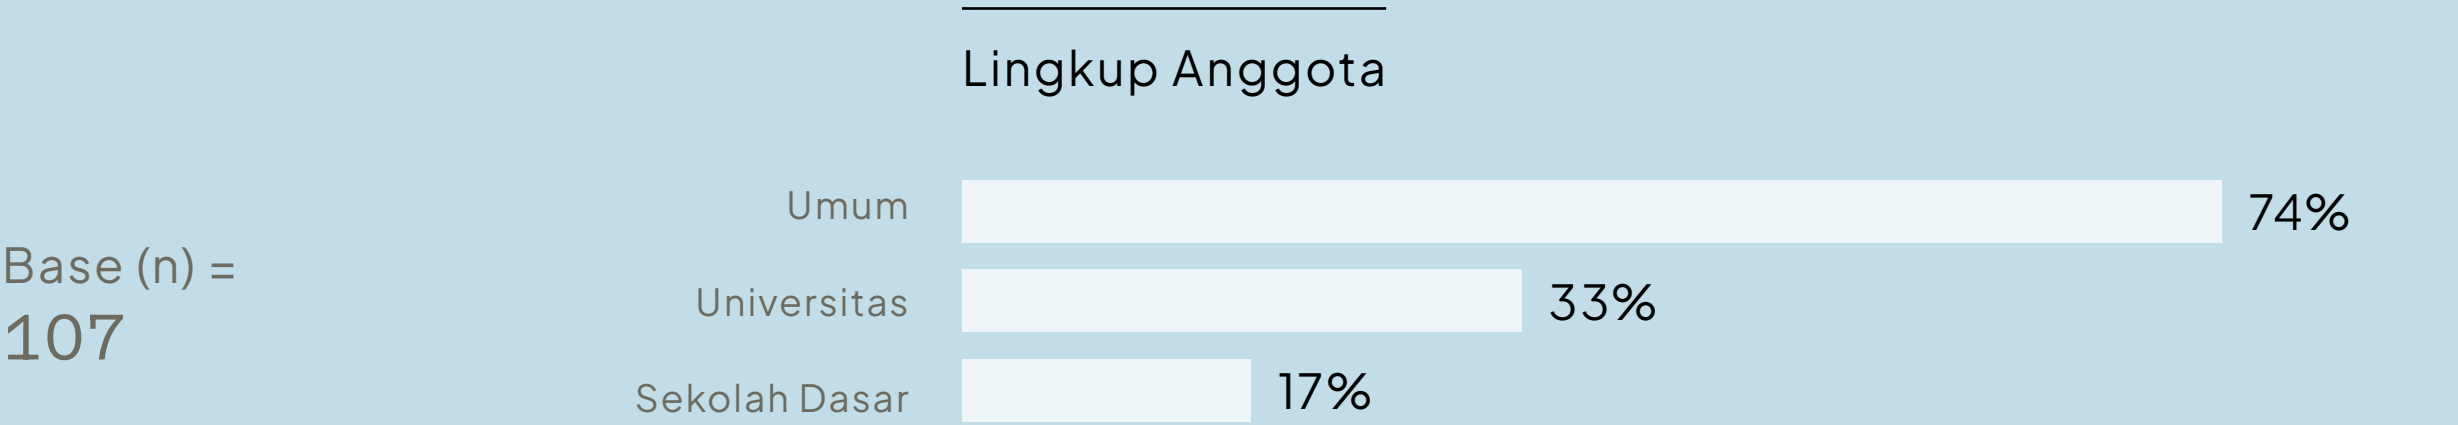 Lingkup Anggota
Umum 74%
Base (n) =
107
Universitas 33%
Sekolah Dasar 17%